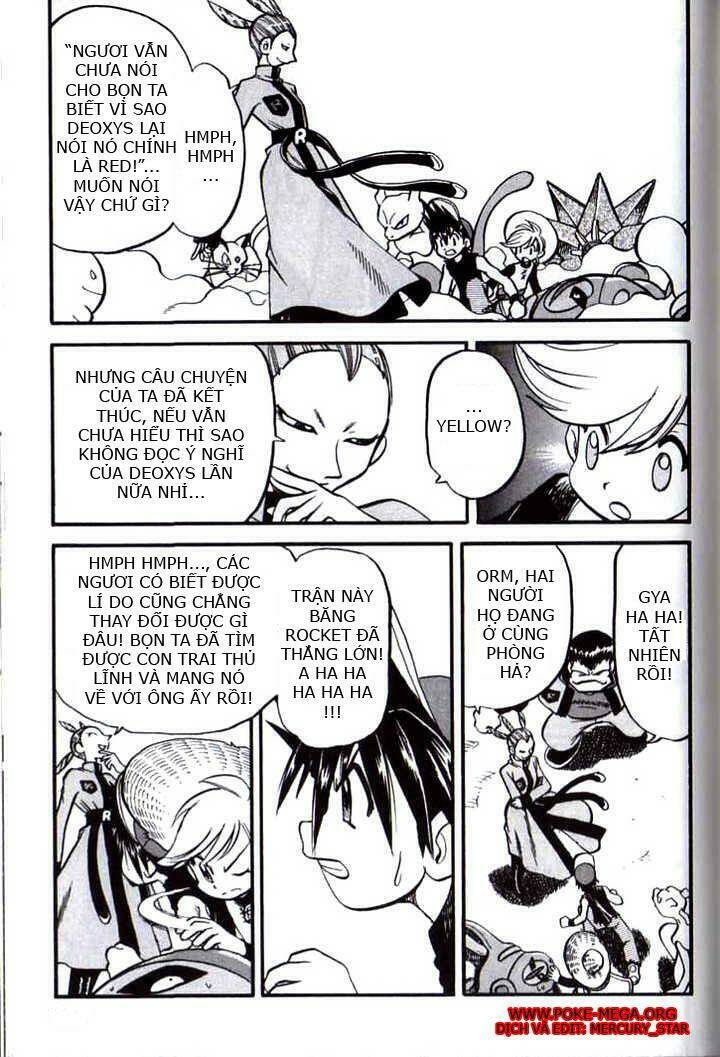 "NGƯƠI VẪN
CHƯA NÓI
CHO BỌN TA
BIẾT VÌ SAO
DEOXYS LẠI
NÓI NÓ CHÍNH
LÀ RED!"...
MUỐN NÓI
VẬY CHỨ GÌ?
HMPH,
HMPH
...
R
NHƯNG CÂU CHUYỆN
CỦA TA ĐÃ KẾT
THÚC, NẾU VẪN
CHƯA HIỂU THÌ SAO
KHÔNG ĐỌC Ý NGHĨ
CỦA DEOXYS LẦN
NỮA NHỈ...
...
YELLOW?
HMPH HMPH..., CÁC
NGƯƠI CÓ BIẾT ĐƯỢC
LÍ DO CŨNG CHẲNG
THAY ĐỔI ĐƯỢC GÌ
ĐÂU! BỌN TA ĐÃ TÌM
ĐƯỢC CON TRAI THỦ
LĨNH VÀ MANG NÓ
VỀ VỚI ÔNG ẤY RỒI!
R
TRẬN NÀY
BĂNG
ROCKET ĐÃ
THẮNG LỚN!
A HA HA
HA HA HA
!!!
ORM, HAI
NGƯỜI
HỌ ĐANG
Ở CÙNG
PHÒNG
HẢ?
GYA
HA HA!
TẤT
NHIÊN
RỒI!
WWW.POKE-MEGA.ORG
DỊCH VÀ EDIT: MERCURY_STAR